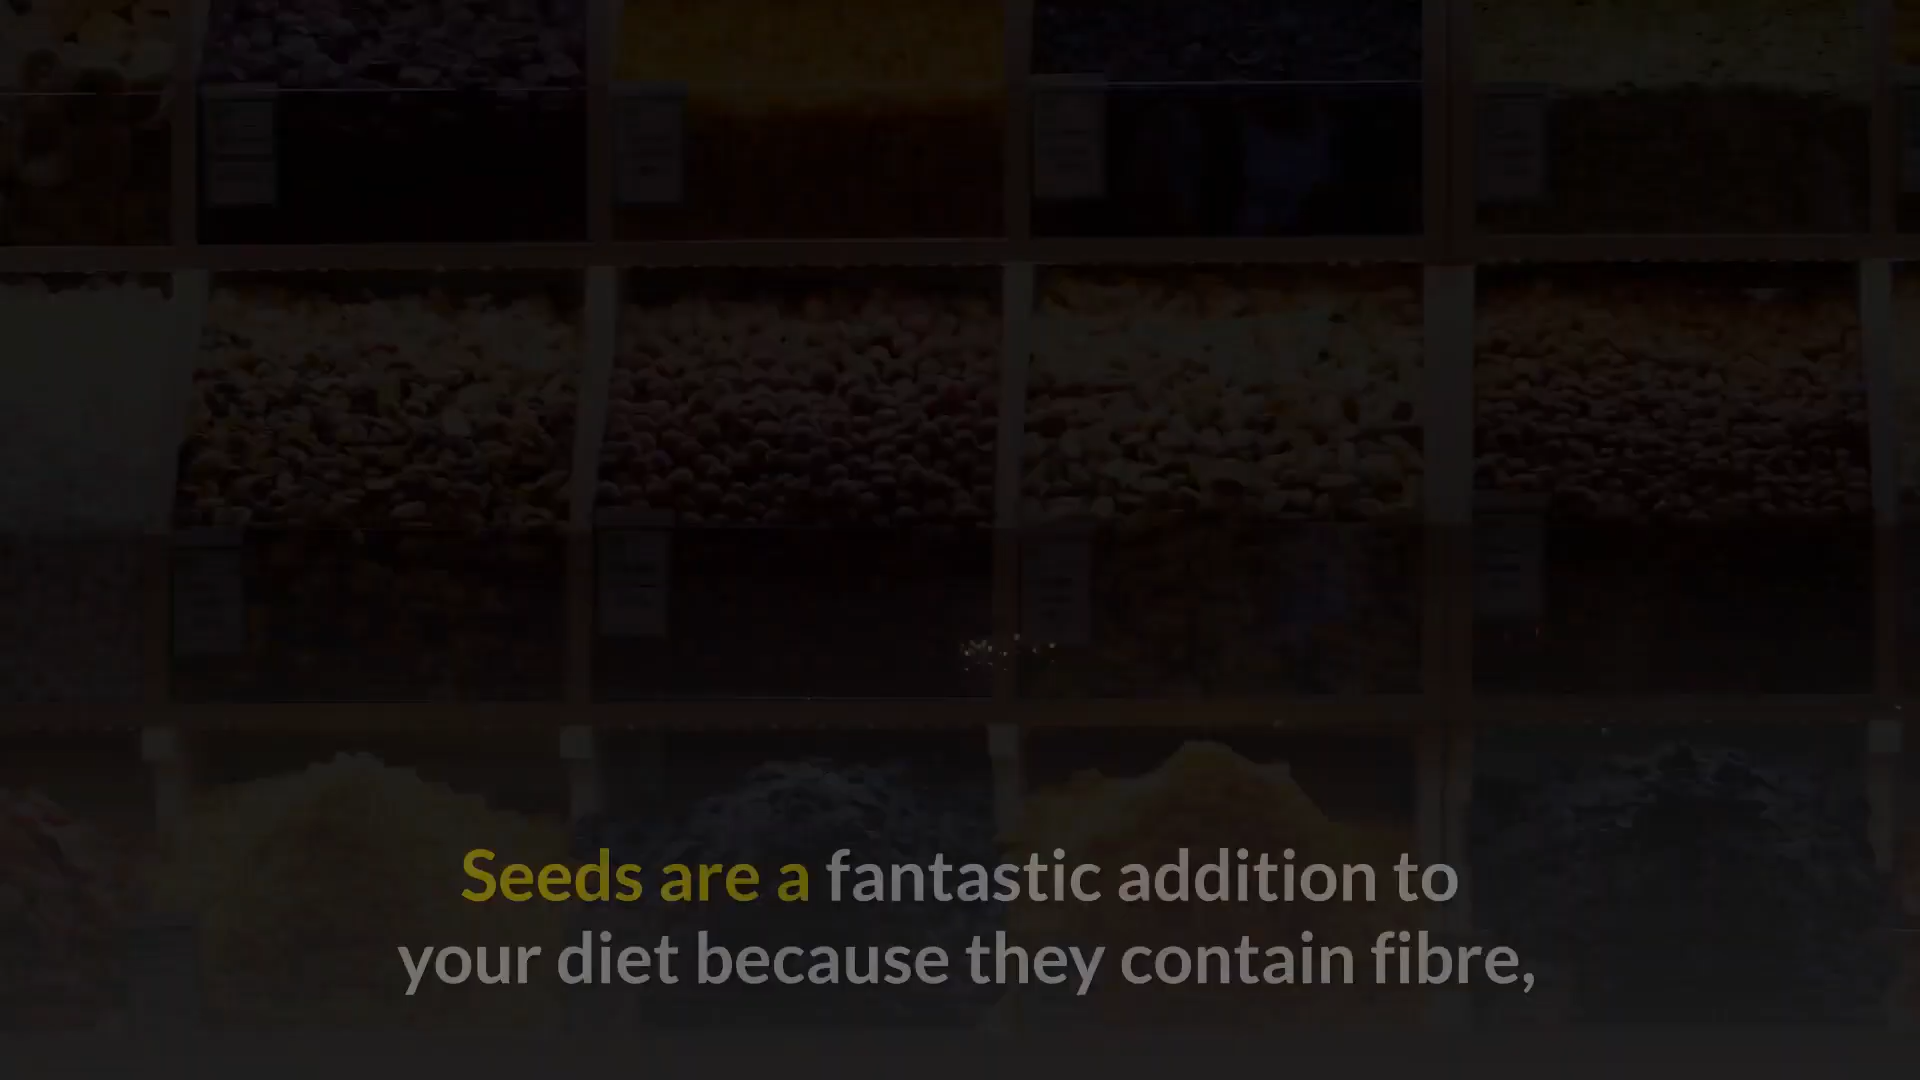 Seeds are a fantastic addition to
your diet because they contain fibre,